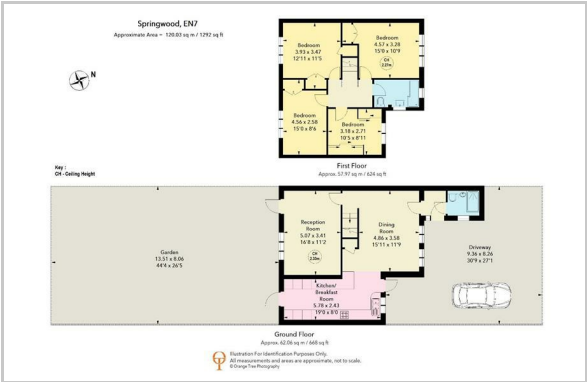 Springwood, EN7
Approximate Area = 120.03 sq m / 1292 sq ft
N
Bedroom
3.93 x 3.47
12'11 x 11'5
Bedroom
4.57 x 3.28
15'0 x 10'9
CH
Bedroom
4.56 x 2.58
15'0 x 8'6
Bedroom
3.18 x 2.71
10'5 x 8'11
First Floor
Approx. 57.97 sq m / 624 sq ft
Key :
CH - Ceiling Height
Garden
13.51 x 8.06
44'4 x 26'5
Reception
Room
5.07 x 3.41
16'8 x 11'2
CH
Dining
Room
4.86 x 3.58
15'11 x 11'9
Driveway
9.36 x 8.26
30'9 x 27'1
Kitchen/
Breakfast
Room
5.78 x 2.43
19'0 x 8'0
Ground Floor
Approx. 62.06 sq m / 668 sq ft
Illustration For Identification Purposes Only.
All measurements and areas are approximate, not to scale.
© Orange Tree Photography